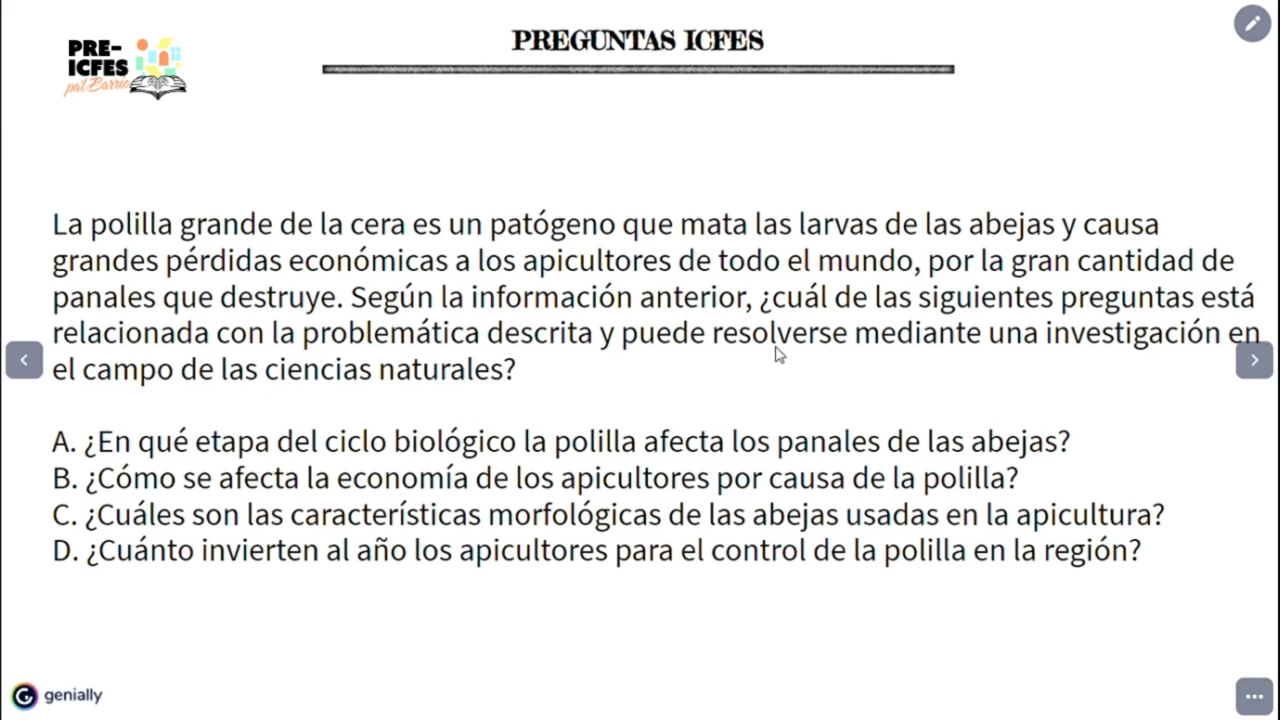 PREGUNTAS ICFES
PRE-
ICFES
pa'l Barrio
La polilla grande de la cera es un patógeno que mata las larvas de las abejas y causa
grandes pérdidas económicas a los apicultores de todo el mundo, por la gran cantidad de
panales que destruye. Según la información anterior, ¿cuál de las siguientes preguntas está
relacionada con la problemática descrita y puede resolverse mediante una investigación en
el campo de las ciencias naturales?
A. ¿En qué etapa del ciclo biológico la polilla afecta los panales de las abejas?
B. ¿Cómo se afecta la economía de los apicultores por causa de la polilla?
C. ¿Cuáles son las características morfológicas de las abejas usadas en la apicultura?
D. ¿Cuánto invierten al año los apicultores para el control de la polilla en la región?
genially